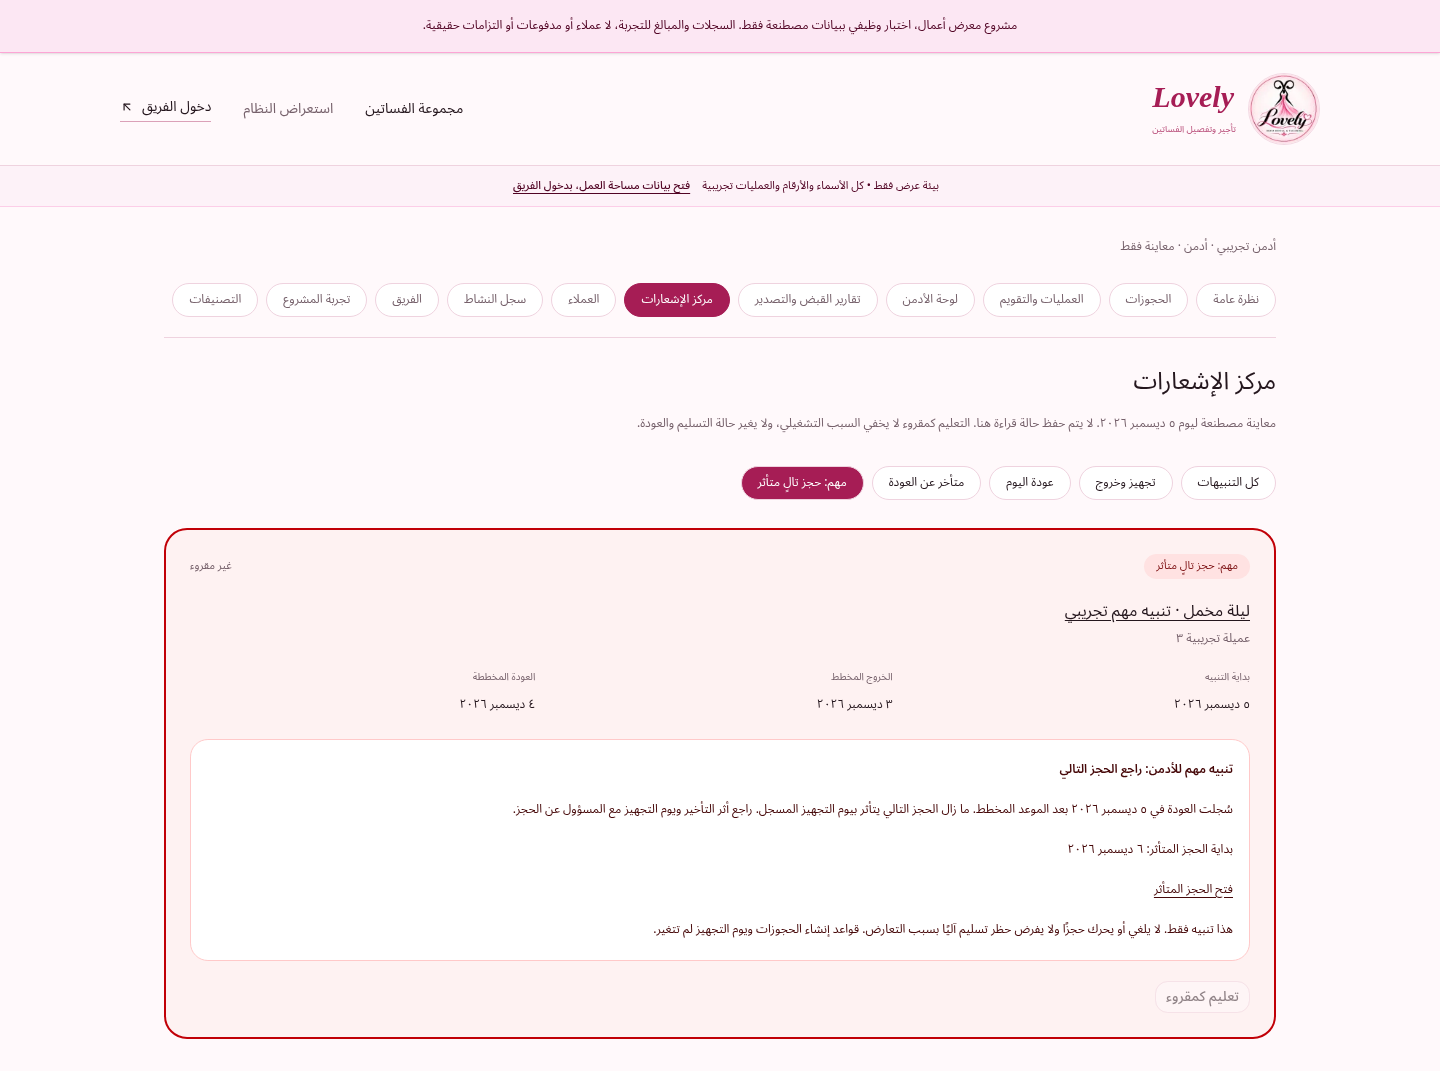 مشروع معرض أعمال، اختبار وظيفي ببيانات مصطنعة فقط. السجلات والمبالغ للتجربة، لا عملاء أو مدفوعات أو التزامات حقيقية.
Lovely
Lovely
تأجير وتفصيل الفساتين
مجموعة الفساتين
استعراض النظام
دخول الفريق
بيئة عرض فقط • كل الأسماء والأرقام والعمليات تجريبية فتح بيانات مساحة العمل، بدخول الفريق
أدمن تجريبي · أدمن · معاينة فقط
نظرة عامة
الحجوزات
العمليات والتقويم
لوحة الأدمن
تقارير القبض والتصدير
مركز الإشعارات
العملاء
سجل النشاط
الفريق
تجربة المشروع
التصنيفات
مركز الإشعارات
معاينة مصطنعة ليوم ٥ ديسمبر ٢٠٢٦. لا يتم حفظ حالة قراءة هنا. التعليم كمقروء لا يخفي السبب التشغيلي، ولا يغير حالة التسليم والعودة.
كل التنبيهات
تجهيز وخروج
عودة اليوم
متأخر عن العودة
مهم: حجز تالٍ متأثر
مهم: حجز تالٍ متأثر
غير مقروء
ليلة مخمل · تنبيه مهم تجريبي
عميلة تجريبية ٣
بداية التنبيه
٥ ديسمبر ٢٠٢٦
الخروج المخطط
٣ ديسمبر ٢٠٢٦
العودة المخططة
٤ ديسمبر ٢٠٢٦
تنبيه مهم للأدمن: راجع الحجز التالي
سُجلت العودة في ٥ ديسمبر ٢٠٢٦ بعد الموعد المخطط. ما زال الحجز التالي يتأثر بيوم التجهيز المسجل. راجع أثر التأخير ويوم التجهيز مع المسؤول عن الحجز.
بداية الحجز المتأثر: ٦ ديسمبر ٢٠٢٦
فتح الحجز المتأثر
هذا تنبيه فقط. لا يلغي أو يحرك حجزًا ولا يفرض حظر تسليم آليًا بسبب التعارض. قواعد إنشاء الحجوزات ويوم التجهيز لم تتغير.
تعليم كمقروء